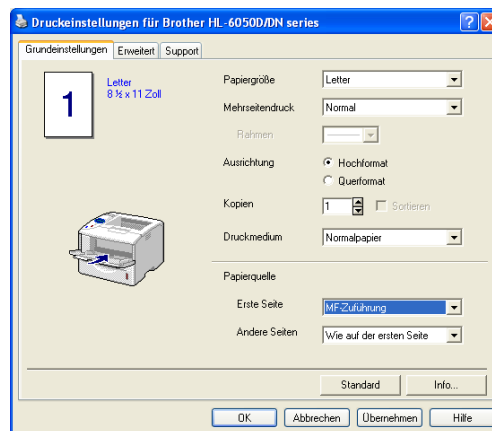 Druckeinstellungen für Brother HL-6050D/DN series
Grundeinstellungen Erweitert Support
1
Letter
8 ½ x 11 Zoll
Papiergröße Letter
Mehrseitendruck Normal
Rahmen
Ausrichtung Hochformat
Querformat
Kopien 1 Sortieren
Druckmedium Normalpapier
Papierquelle
Erste Seite MF-Zuführung
Andere Seiten Wie auf der ersten Seite
Standard Info...
OK Abbrechen Übernehmen Hilfe